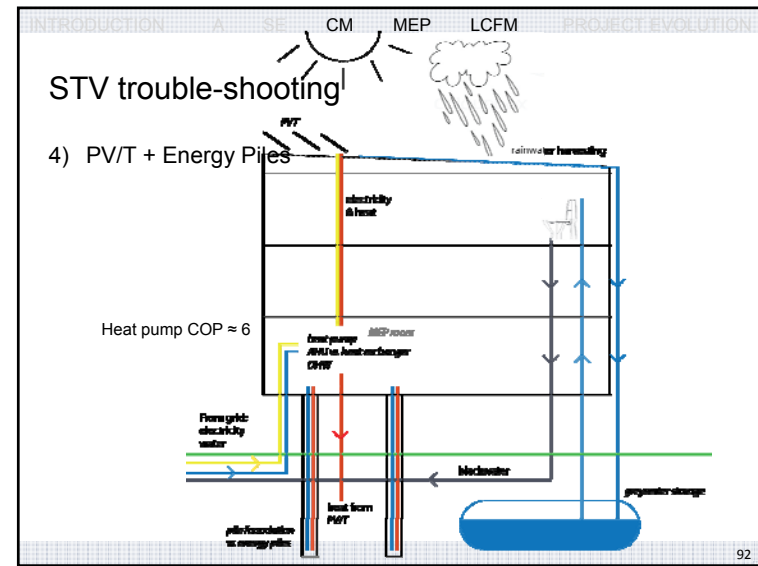 INTRODUCTION A SE CM MEP LCFM PROJECT EVOLUTION
STV trouble-shooting
4) PV/T + Energy Piles
PV/T
rainwater harvesting
electricity
& heat
Heat pump COP ≈ 6
MEP room
heat pump
AHU w. heat exchanger
DHW
From grid:
electricity
water
blackwater
greywater storage
heat from
PV/T
pile foundation
w. energy piles
92